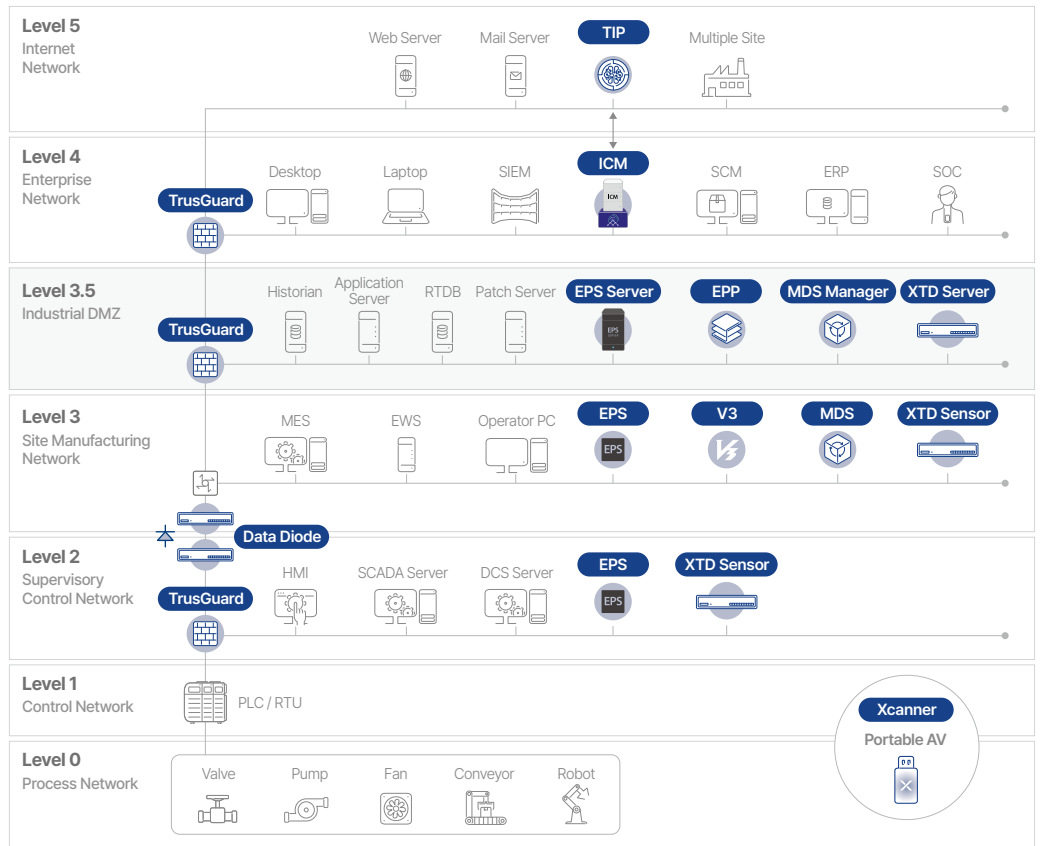 Level 5
Internet
Network
Web Server
Mail Server
TIP
Multiple Site
Level 4
Enterprise
Network
TrusGuard
Desktop
Laptop
SIEM
ICM
ICM
SCM
ERP
SOC
Level 3.5
Industrial DMZ
TrusGuard
Historian
Application
Server
RTDB
Patch Server
EPS Server
EPS
EPP
MDS Manager
XTD Server
Level 3
Site Manufacturing
Network
MES
EWS
Operator PC
EPS
EPS
V3
MDS
XTD Sensor
Data Diode
Level 2
Supervisory
Control Network
TrusGuard
HMI
SCADA Server
DCS Server
EPS
EPS
XTD Sensor
Level 1
Control Network
PLC / RTU
Xcanner
Portable AV
Level 0
Process Network
Valve
Pump
Fan
Conveyor
Robot